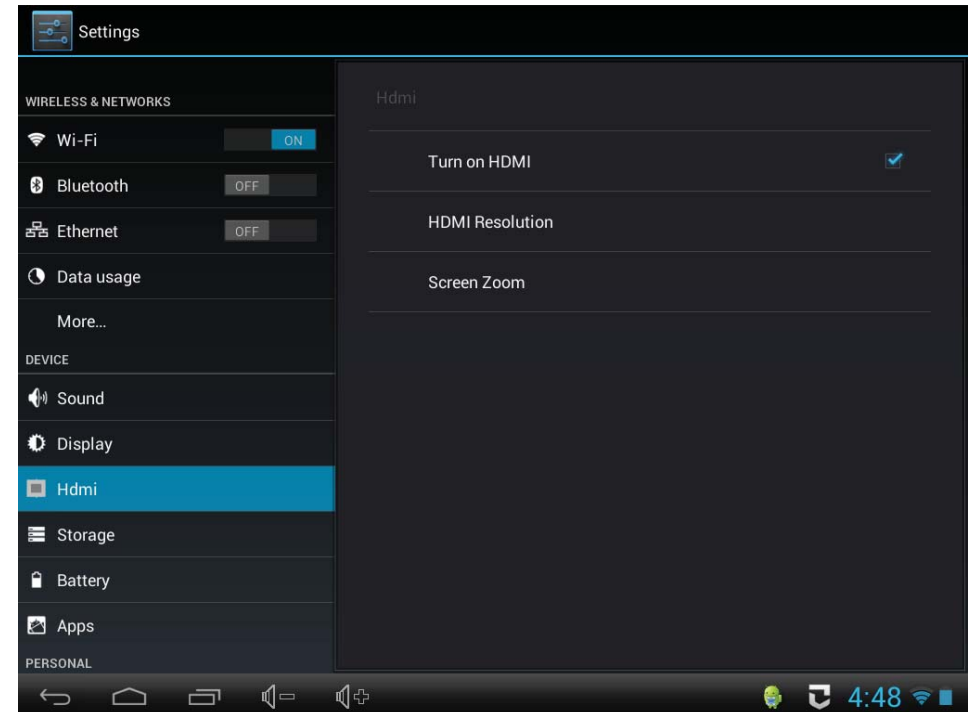 Settings
WIRELESS & NETWORKS
Wi-Fi ON
Bluetooth OFF
Ethernet OFF
Data usage
More...
DEVICE
Sound
Display
Hdmi
Storage
Battery
Apps
PERSONAL
Hdmi
Turn on HDMI
HDMI Resolution
Screen Zoom
4:48